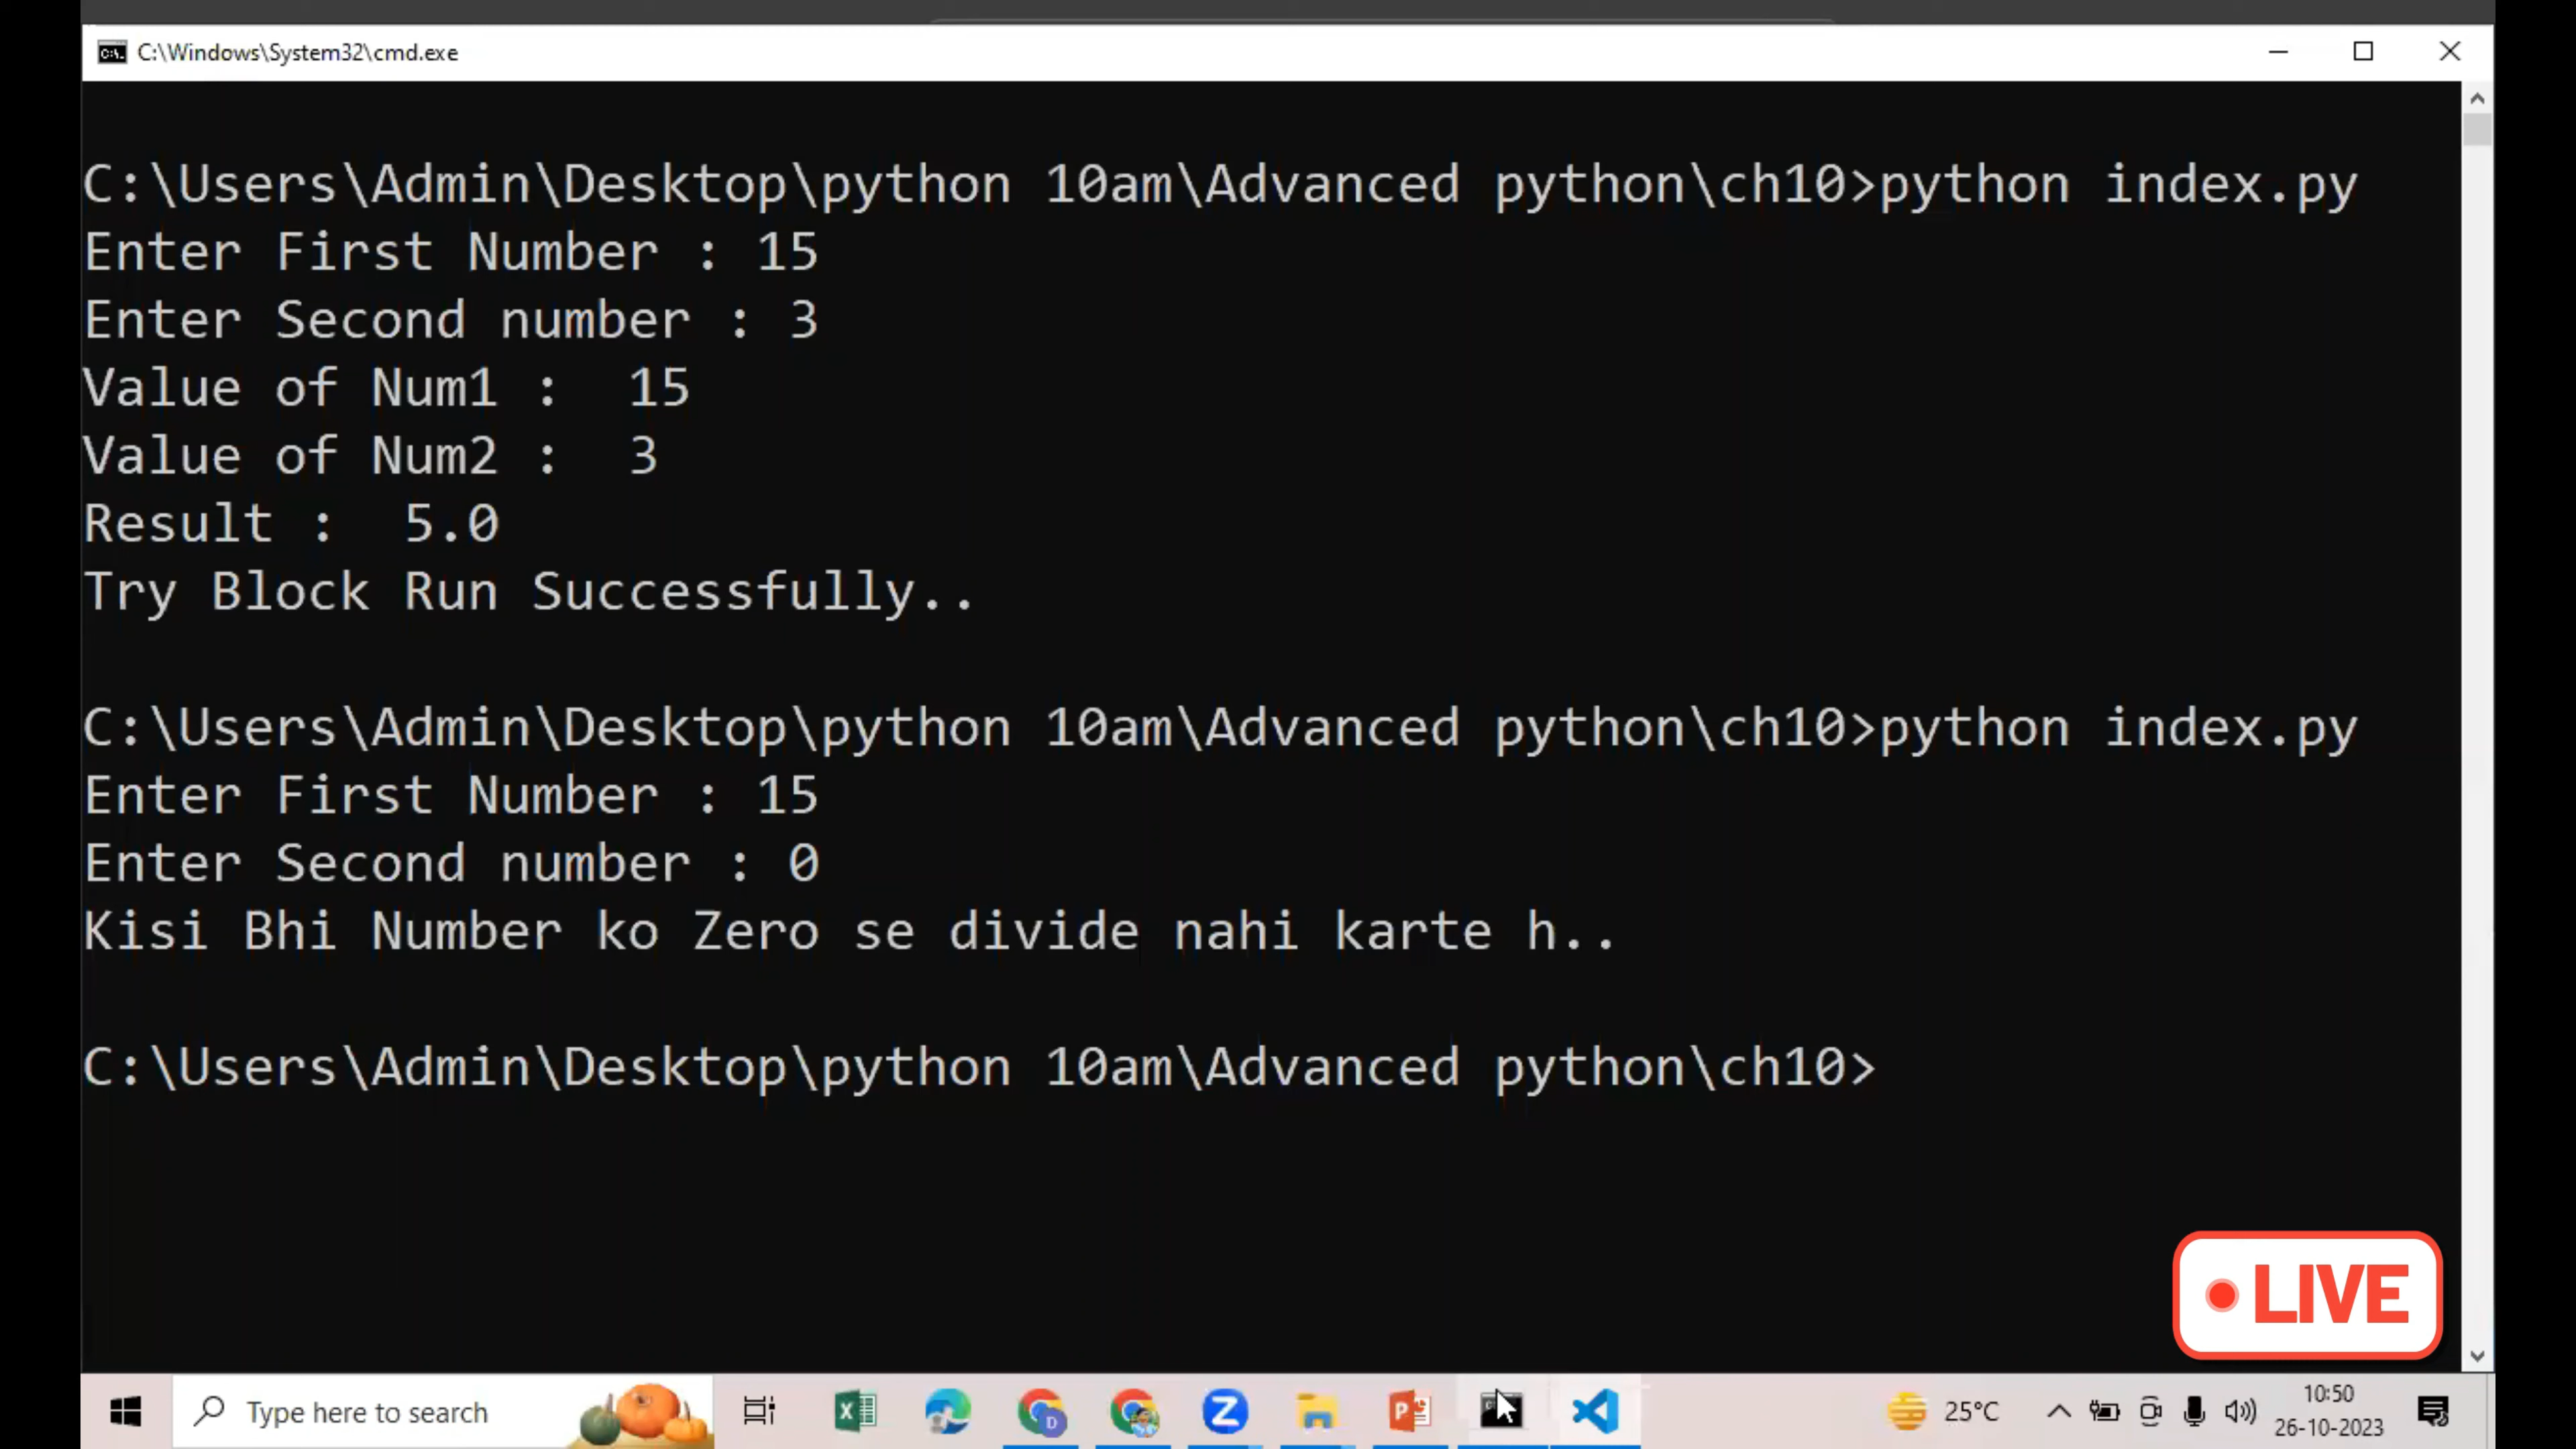 C:\Windows\System32\cmd.exe
C:\Users\Admin\Desktop\python 10am\Advanced python\ch10>python index.py
Enter First Number : 15
Enter Second number : 3
Value of Num1 :  15
Value of Num2 :  3
Result :  5.0
Try Block Run Successfully..
C:\Users\Admin\Desktop\python 10am\Advanced python\ch10>python index.py
Enter First Number : 15
Enter Second number : 0
Kisi Bhi Number ko Zero se divide nahi karte h..
C:\Users\Admin\Desktop\python 10am\Advanced python\ch10>
LIVE
Type here to search
25°C
10:50
26-10-2023